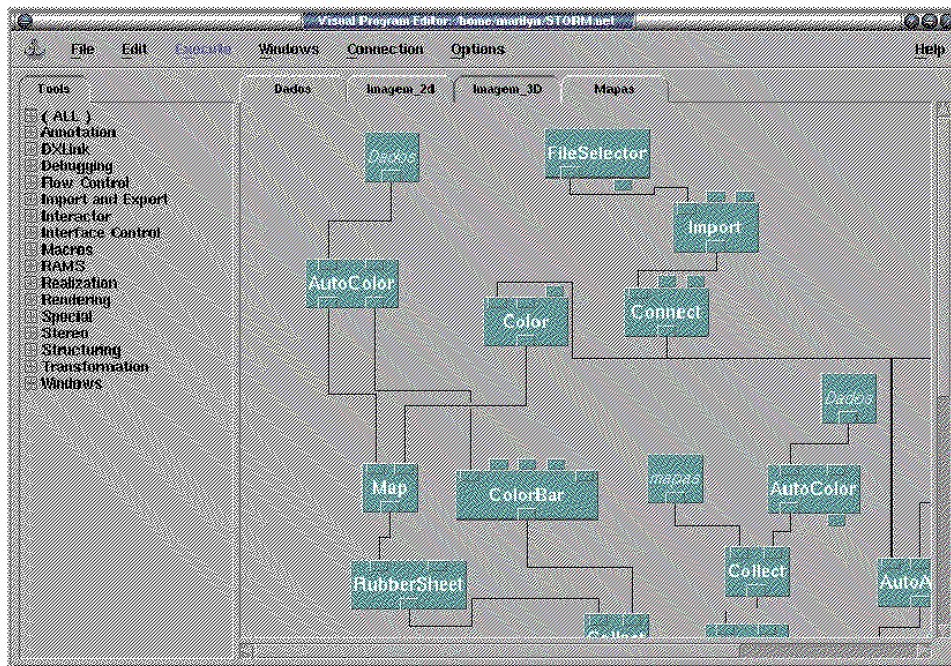 Visual Program Editor: /home/marilyn/STORM.net
File Edit Execute Windows Connection Options Help
Tools
Dados Imagem_2d Imagem_3D Mapas
( ALL )
Annotation
DXLink
Debugging
Flow Control
Import and Export
Interactor
Interface Control
Macros
RAMS
Realization
Rendering
Special
Stereo
Structuring
Transformation
Windows
Dados
FileSelector
Import
AutoColor
Color
Connect
Dados
Map
ColorBar
mapas
AutoColor
RubberSheet
Collect
AutoA
Collect